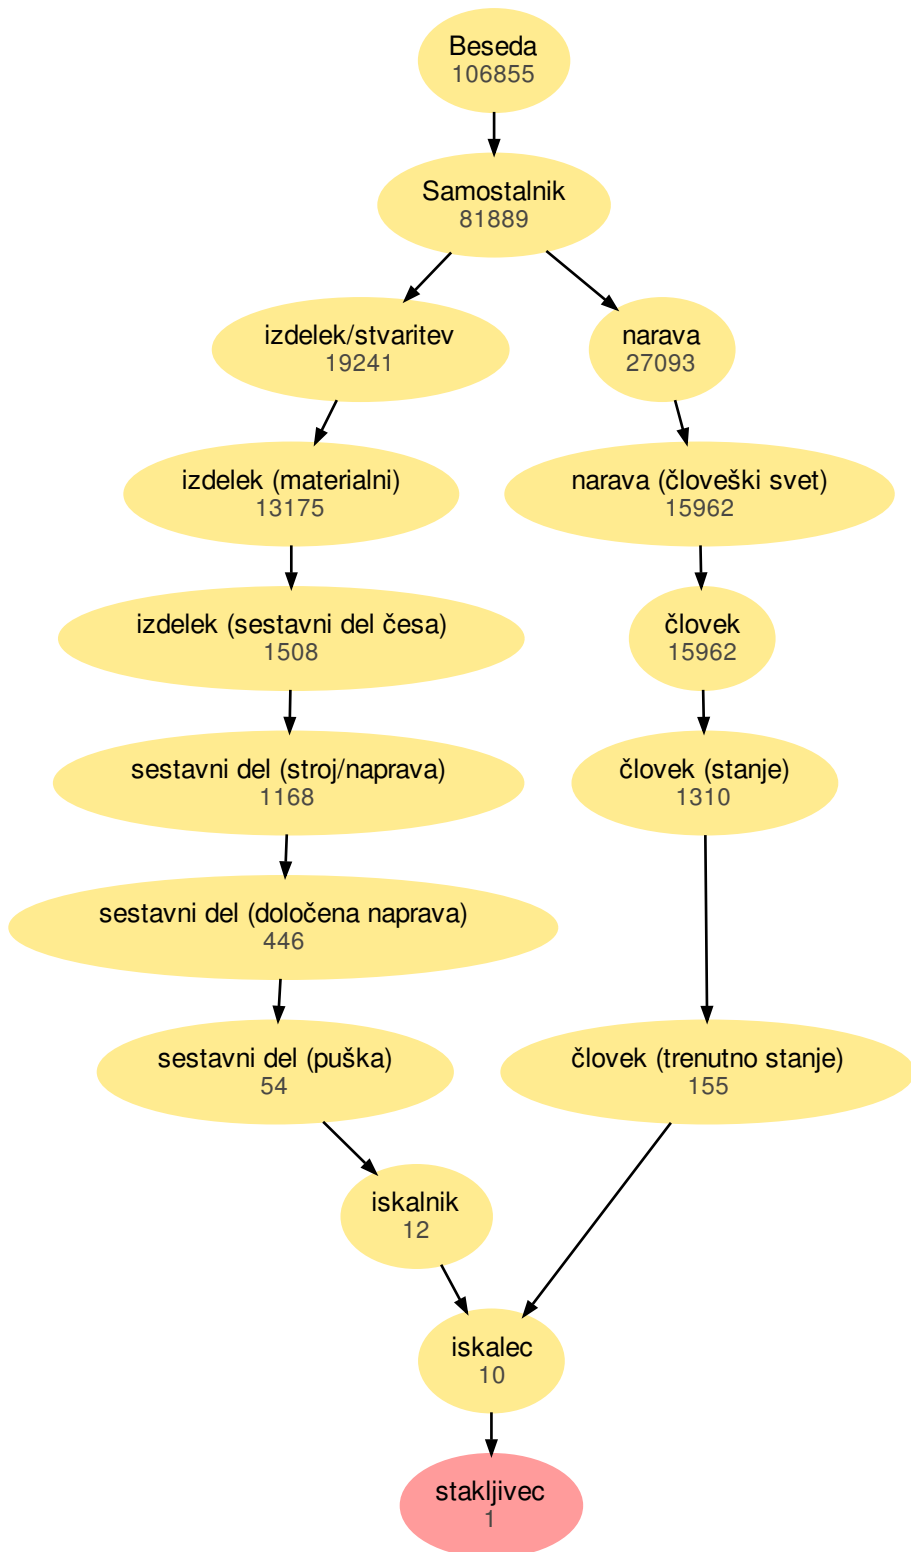 Beseda
106855
Samostalnik
81889
izdelek/stvaritev
19241
narava
27093
izdelek (materialni)
13175
narava (človeški svet)
15962
izdelek (sestavni del česa)
1508
človek
15962
sestavni del (stroj/naprava)
1168
človek (stanje)
1310
sestavni del (določena naprava)
446
sestavni del (puška)
54
človek (trenutno stanje)
155
iskalnik
12
iskalec
10
stakljivec
1